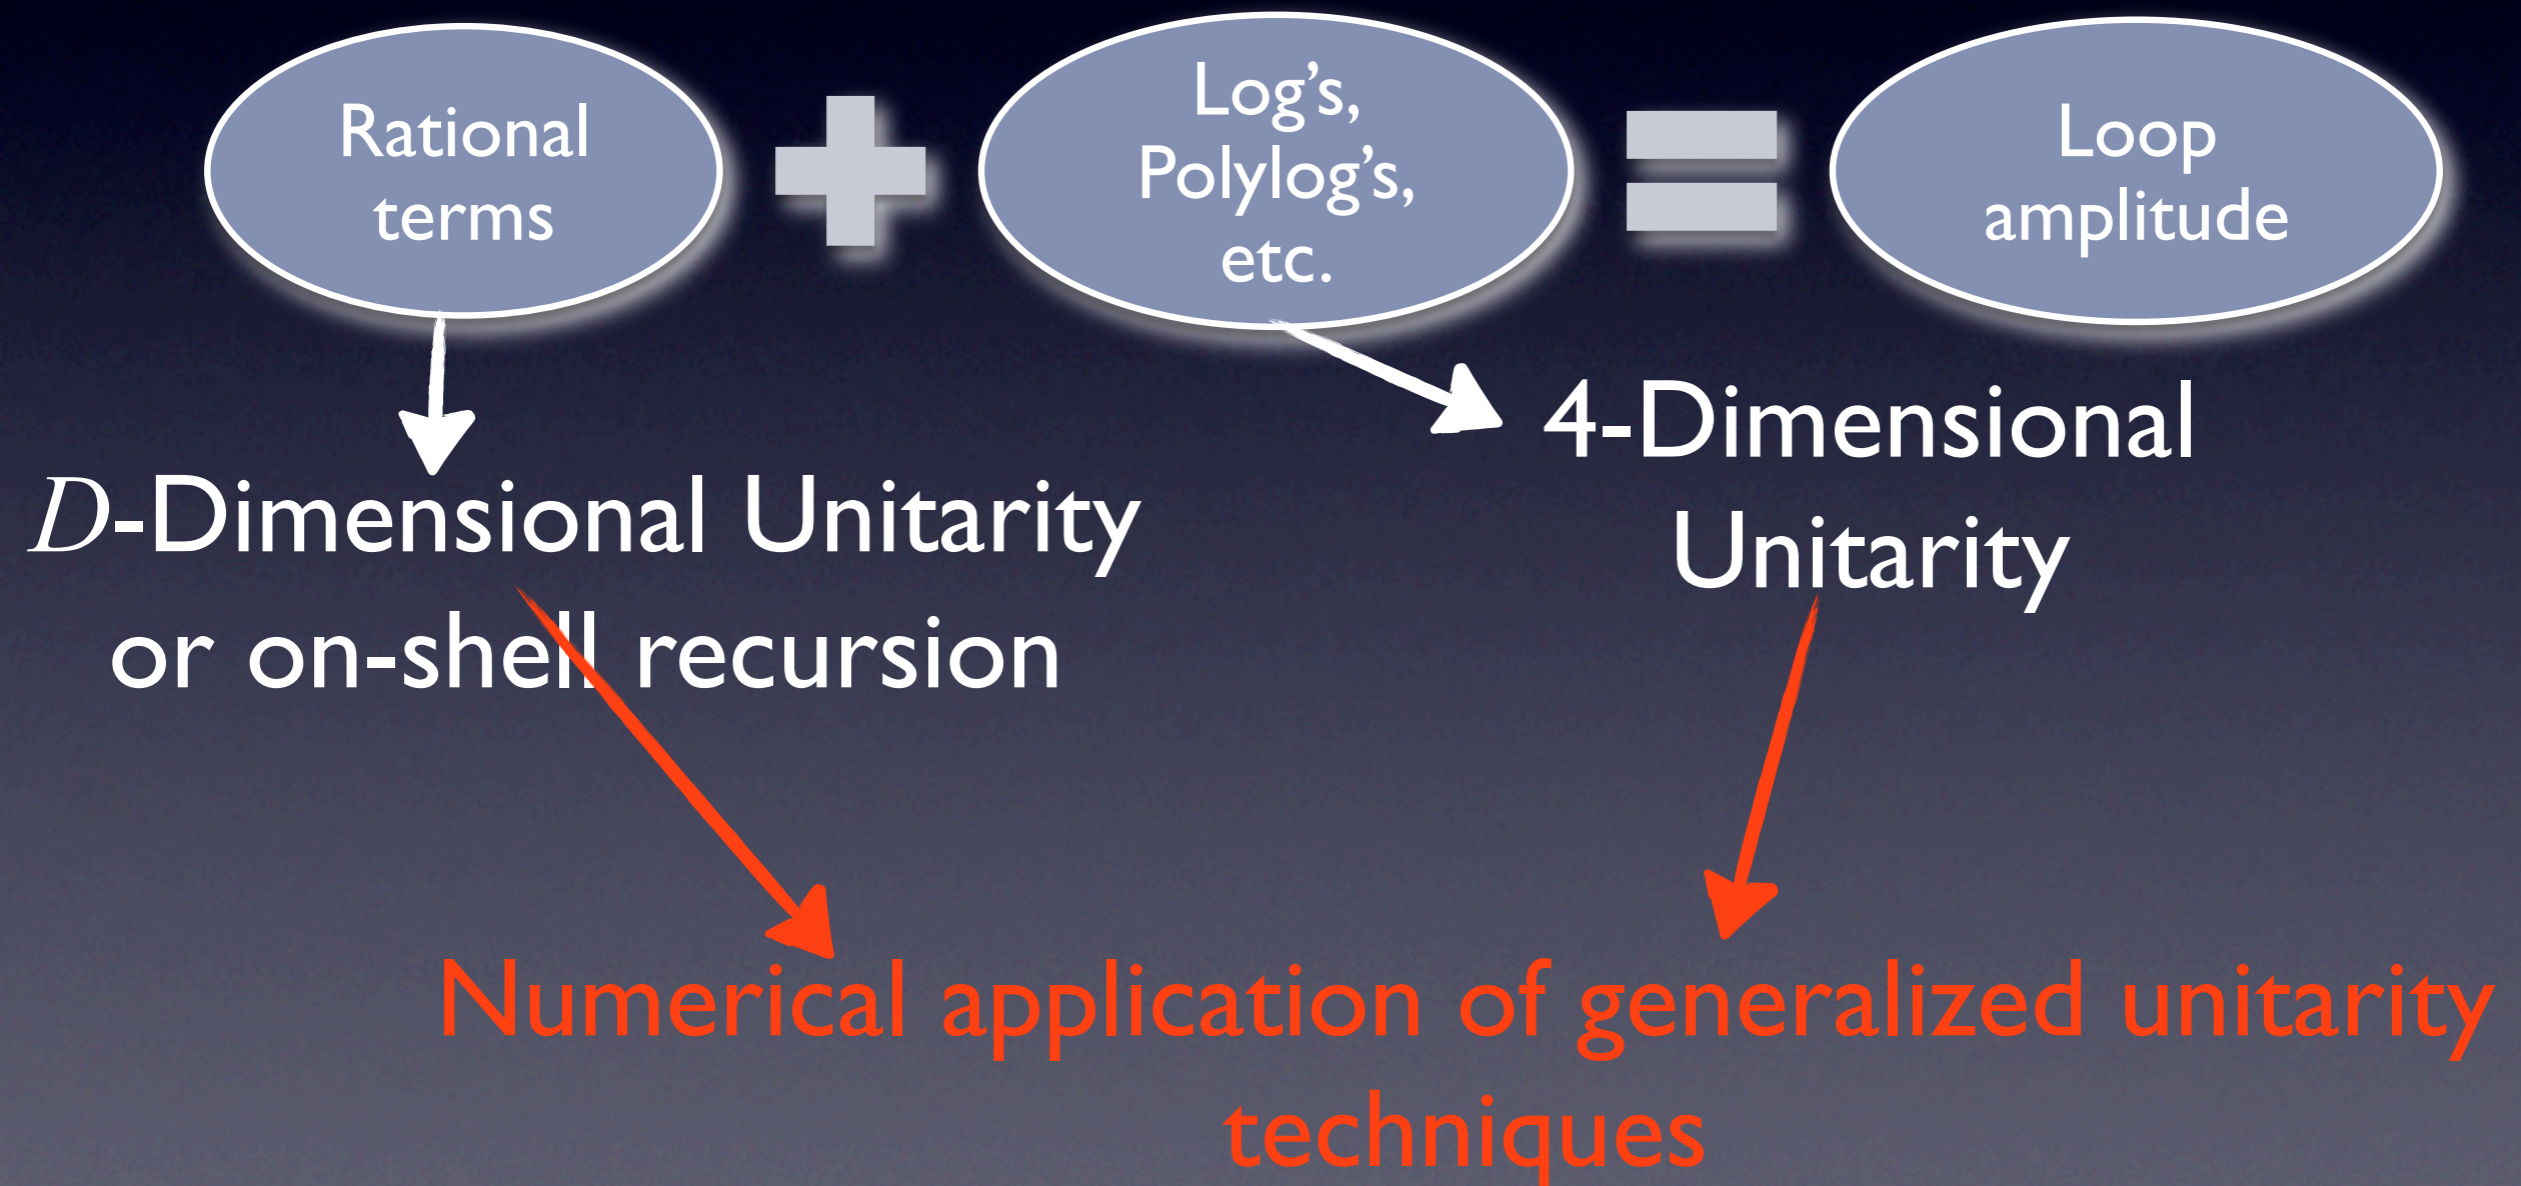 Rational
terms
Log's,
Polylog's,
etc.
Loop
amplitude
D-Dimensional Unitarity
or on-shell recursion
4-Dimensional
Unitarity
Numerical application of generalized unitarity
techniques